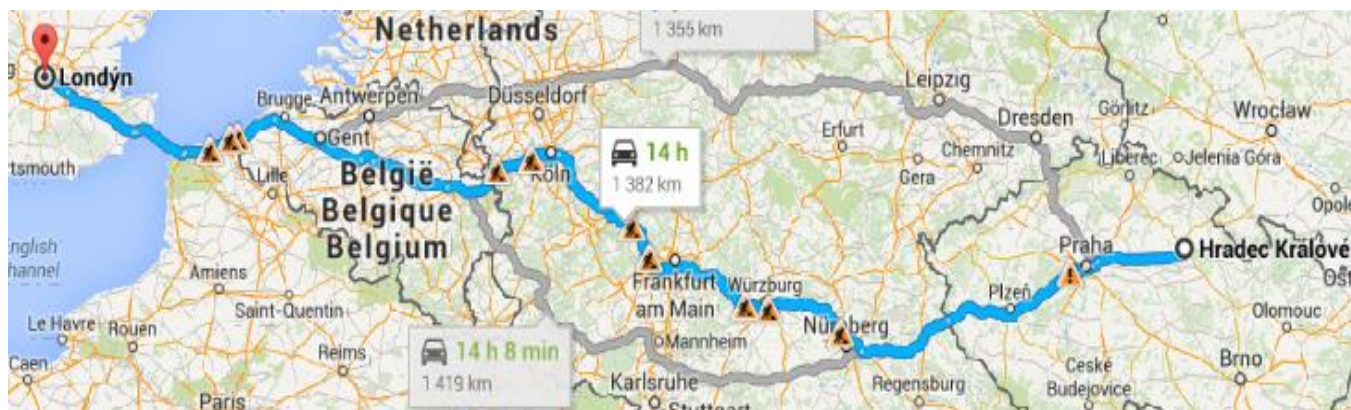 Netherlands
1 355 km
Londýn
Brugge
Antwerpen
Düsseldorf
Leipzig
Dresden
Görlitz
Wrocław
Gent
Erfurt
Chemnitz
Gera
Liberec
Jelenia Góra
rtsmouth
Lille
België
Belgique
Belgium
Köln
14 h
1 382 km
Opole
English
Channel
Amiens
Saint-Quentin
Frankfurt
am Main
Würzburg
Praha
Hradec Králové
Plzeň
Olomouc
Le Havre
Rouen
Reims
14 h 8 min
1 419 km
Mannheim
Nürnberg
Caen
Paris
Karlsruhe
Stuttgart
Regensburg
České
Budějovice
Brno